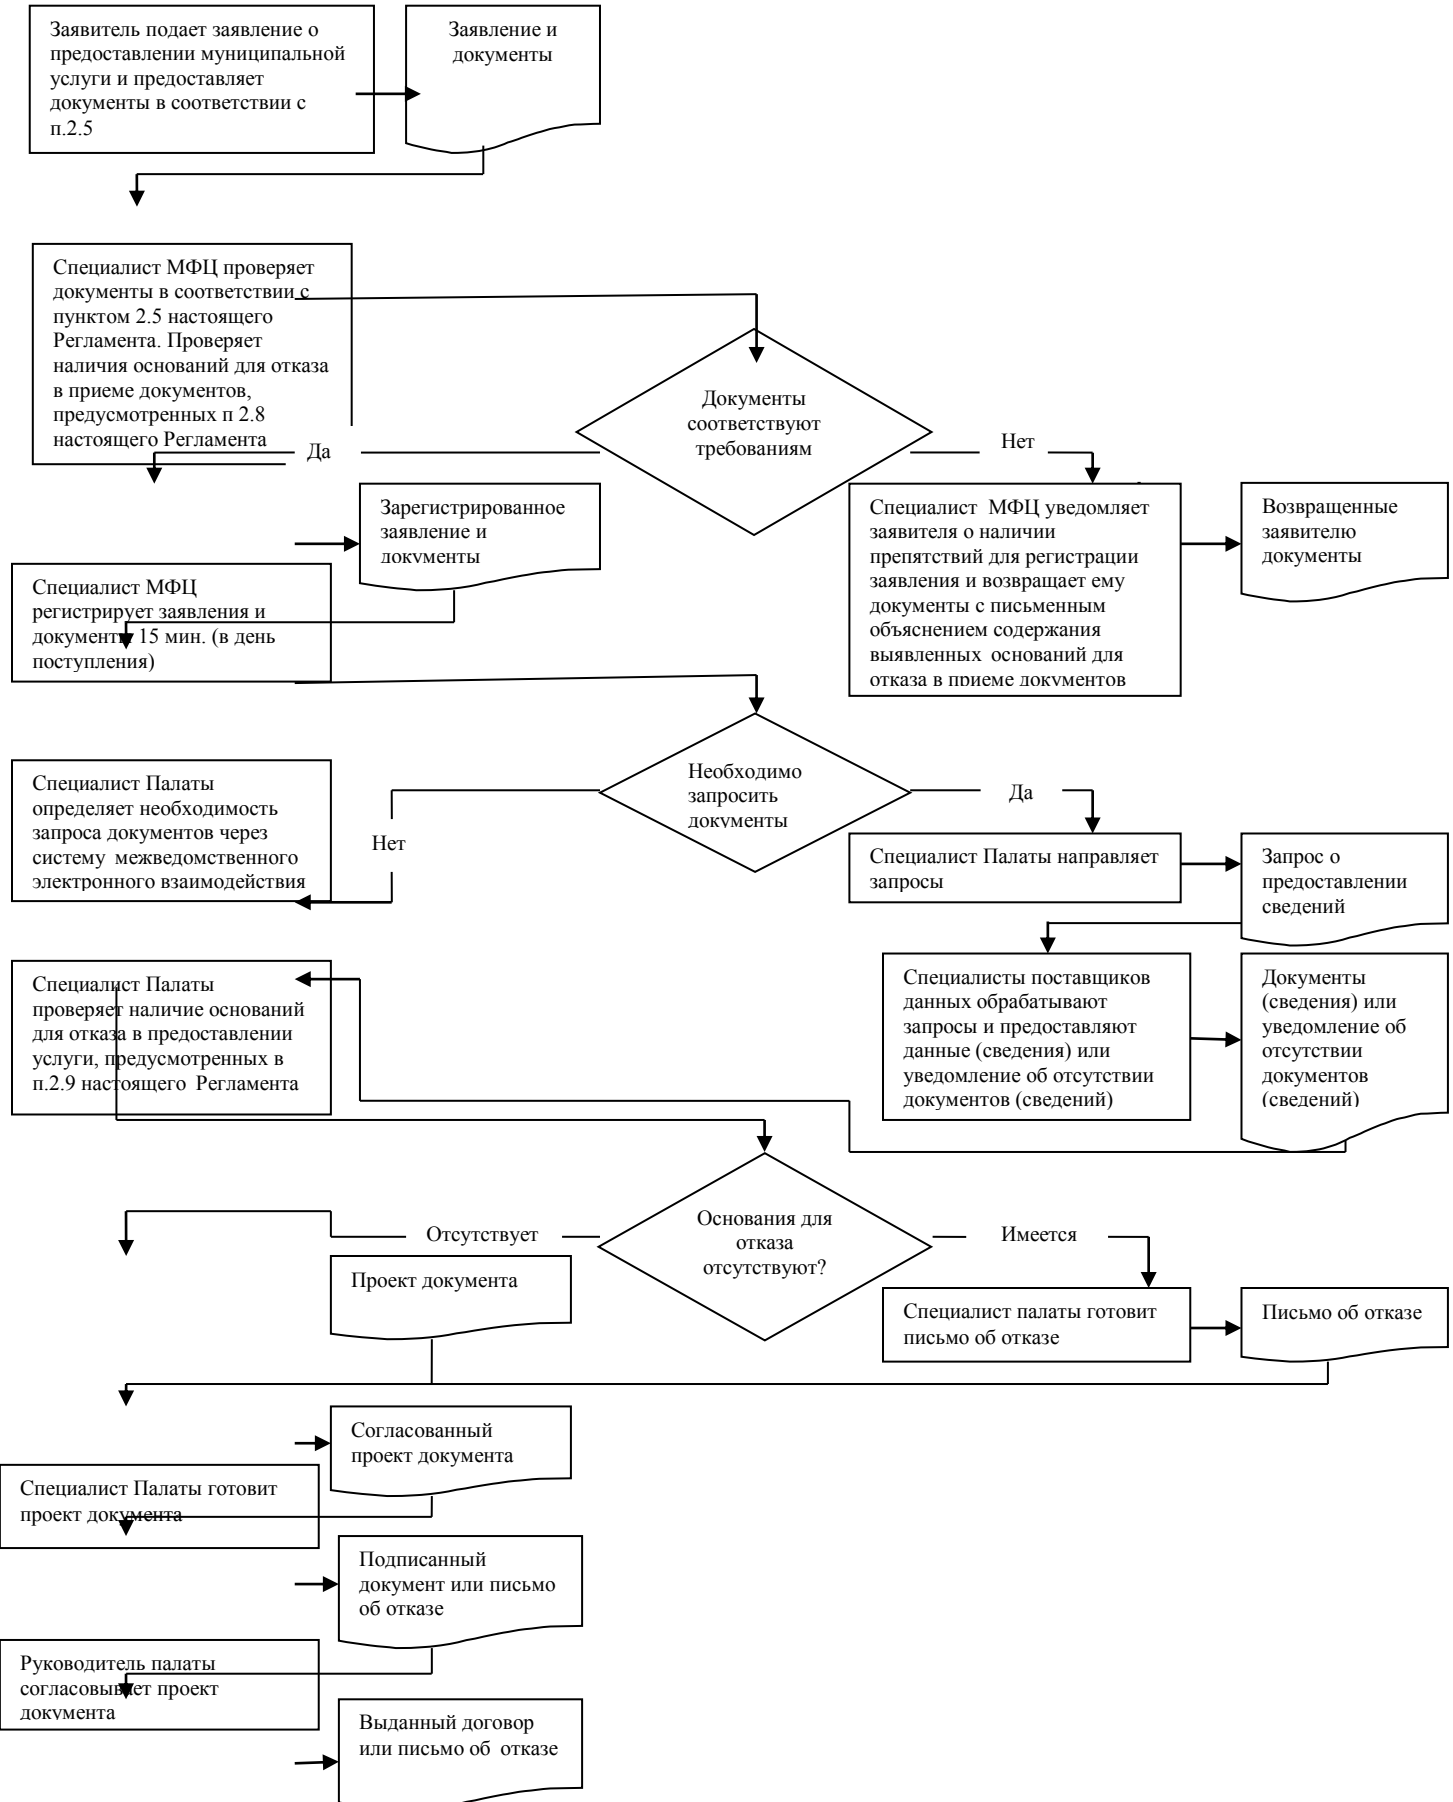 Заявитель подает заявление о
предоставлении муниципальной
услуги и предоставляет
документы в соответствии с
п.2.5
Заявление и
документы
Специалист МФЦ проверяет
документы в соответствии с
пунктом 2.5 настоящего
Регламента. Проверяет
наличия оснований для отказа
в приеме документов,
предусмотренных п 2.8
настоящего Регламента
Документы
соответствуют
требованиям
Да
Нет
Зарегистрированное
заявление и
документы
Специалист МФЦ уведомляет
заявителя о наличии
препятствий для регистрации
заявления и возвращает ему
документы с письменным
объяснением содержания
выявленных оснований для
отказа в приеме документов
Возвращенные
заявителю
документы
Специалист МФЦ
регистрирует заявления и
документы 15 мин. (в день
поступления)
Специалист Палаты
определяет необходимость
запроса документов через
систему межведомственного
электронного взаимодействия
Необходимо
запросить
документы
Нет
Да
Специалист Палаты направляет
запросы
Запрос о
предоставлении
сведений
Специалист Палаты
проверяет наличие оснований
для отказа в предоставлении
услуги, предусмотренных в
п.2.9 настоящего Регламента
Специалисты поставщиков
данных обрабатывают
запросы и предоставляют
данные (сведения) или
уведомление об отсутствии
документов (сведений)
Документы
(сведения) или
уведомление об
отсутствии
документов
(сведений)
Отсутствует
Основания для
отказа
отсутствуют?
Имеется
Проект документа
Специалист палаты готовит
письмо об отказе
Письмо об отказе
Согласованный
проект документа
Специалист Палаты готовит
проект документа
Подписанный
документ или письмо
об отказе
Руководитель палаты
согласовывает проект
документа
Выданный договор
или письмо об отказе